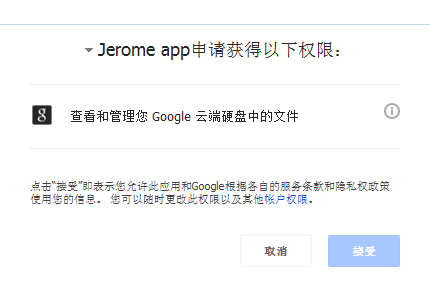 Jerome app申请获得以下权限：
g
查看和管理您 Google 云端硬盘中的文件
点击“接受”即表示您允许此应用和Google根据各自的服务条款和隐私权政策
使用您的信息。 您可以随时更改此权限以及其他帐户权限。
取消 接受